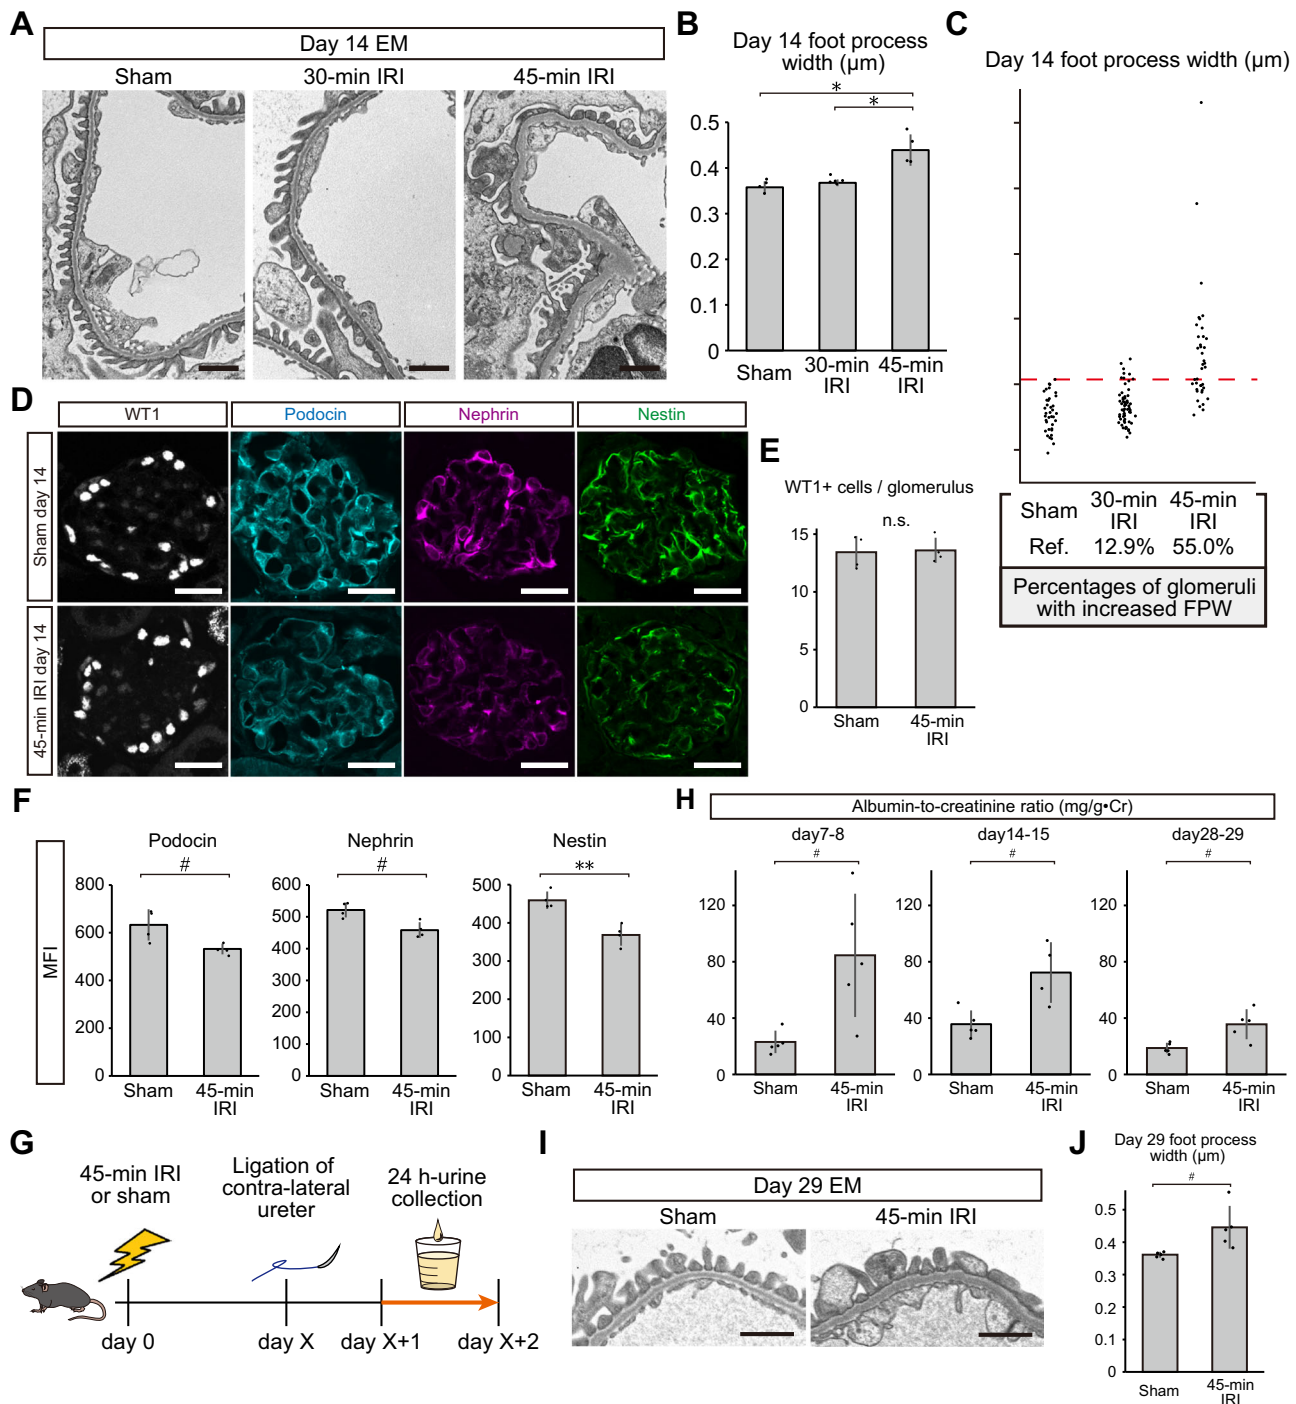 A
Day 14 EM
Sham
30-min IRI
45-min IRI
B
Day 14 foot process
width (µm)
*
*
0.5
0.4
0.3
0.2
0.1
0
Sham
30-min
IRI
45-min
IRI
C
Day 14 foot process width (µm)
Sham
30-min
IRI
45-min
IRI
Ref.
12.9%
55.0%
Percentages of glomeruli
with increased FPW
D
WT1
Podocin
Nephrin
Nestin
Sham day 14
45-min IRI day 14
E
WT1+ cells / glomerulus
n.s.
15
10
5
0
Sham
45-min
IRI
F
MFI
Podocin
#
800
600
400
200
0
Sham
45-min
IRI
Nephrin
#
600
500
400
300
200
100
0
Sham
45-min
IRI
Nestin
**
500
400
300
200
100
0
Sham
45-min
IRI
H
Albumin-to-creatinine ratio (mg/g•Cr)
day7-8
#
120
80
40
0
Sham
45-min
IRI
day14-15
#
120
80
40
0
Sham
45-min
IRI
day28-29
#
120
80
40
0
Sham
45-min
IRI
G
45-min IRI
or sham
Ligation of
contra-lateral
ureter
24 h-urine
collection
day 0
day X
day X+1
day X+2
I
Day 29 EM
Sham
45-min IRI
J
Day 29 foot process
width (µm)
#
0.5
0.4
0.3
0.2
0.1
0
Sham
45-min
IRI